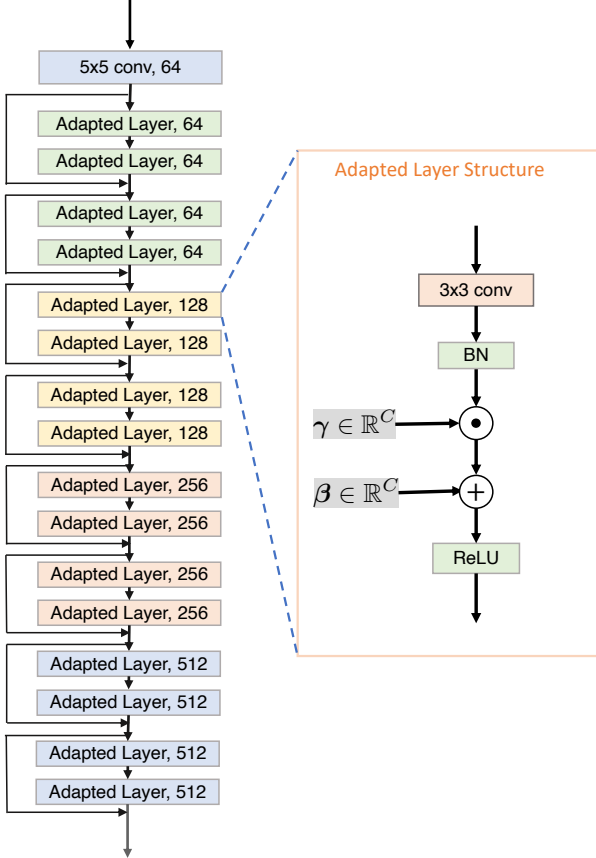 5x5 conv, 64
Adapted Layer, 64
Adapted Layer, 64
Adapted Layer, 64
Adapted Layer, 64
Adapted Layer, 128
Adapted Layer, 128
Adapted Layer, 128
Adapted Layer, 128
Adapted Layer, 256
Adapted Layer, 256
Adapted Layer, 256
Adapted Layer, 256
Adapted Layer, 512
Adapted Layer, 512
Adapted Layer, 512
Adapted Layer, 512
Adapted Layer Structure
3x3 conv
BN
γ ∈ ℝ^C
β ∈ ℝ^C
+
ReLU